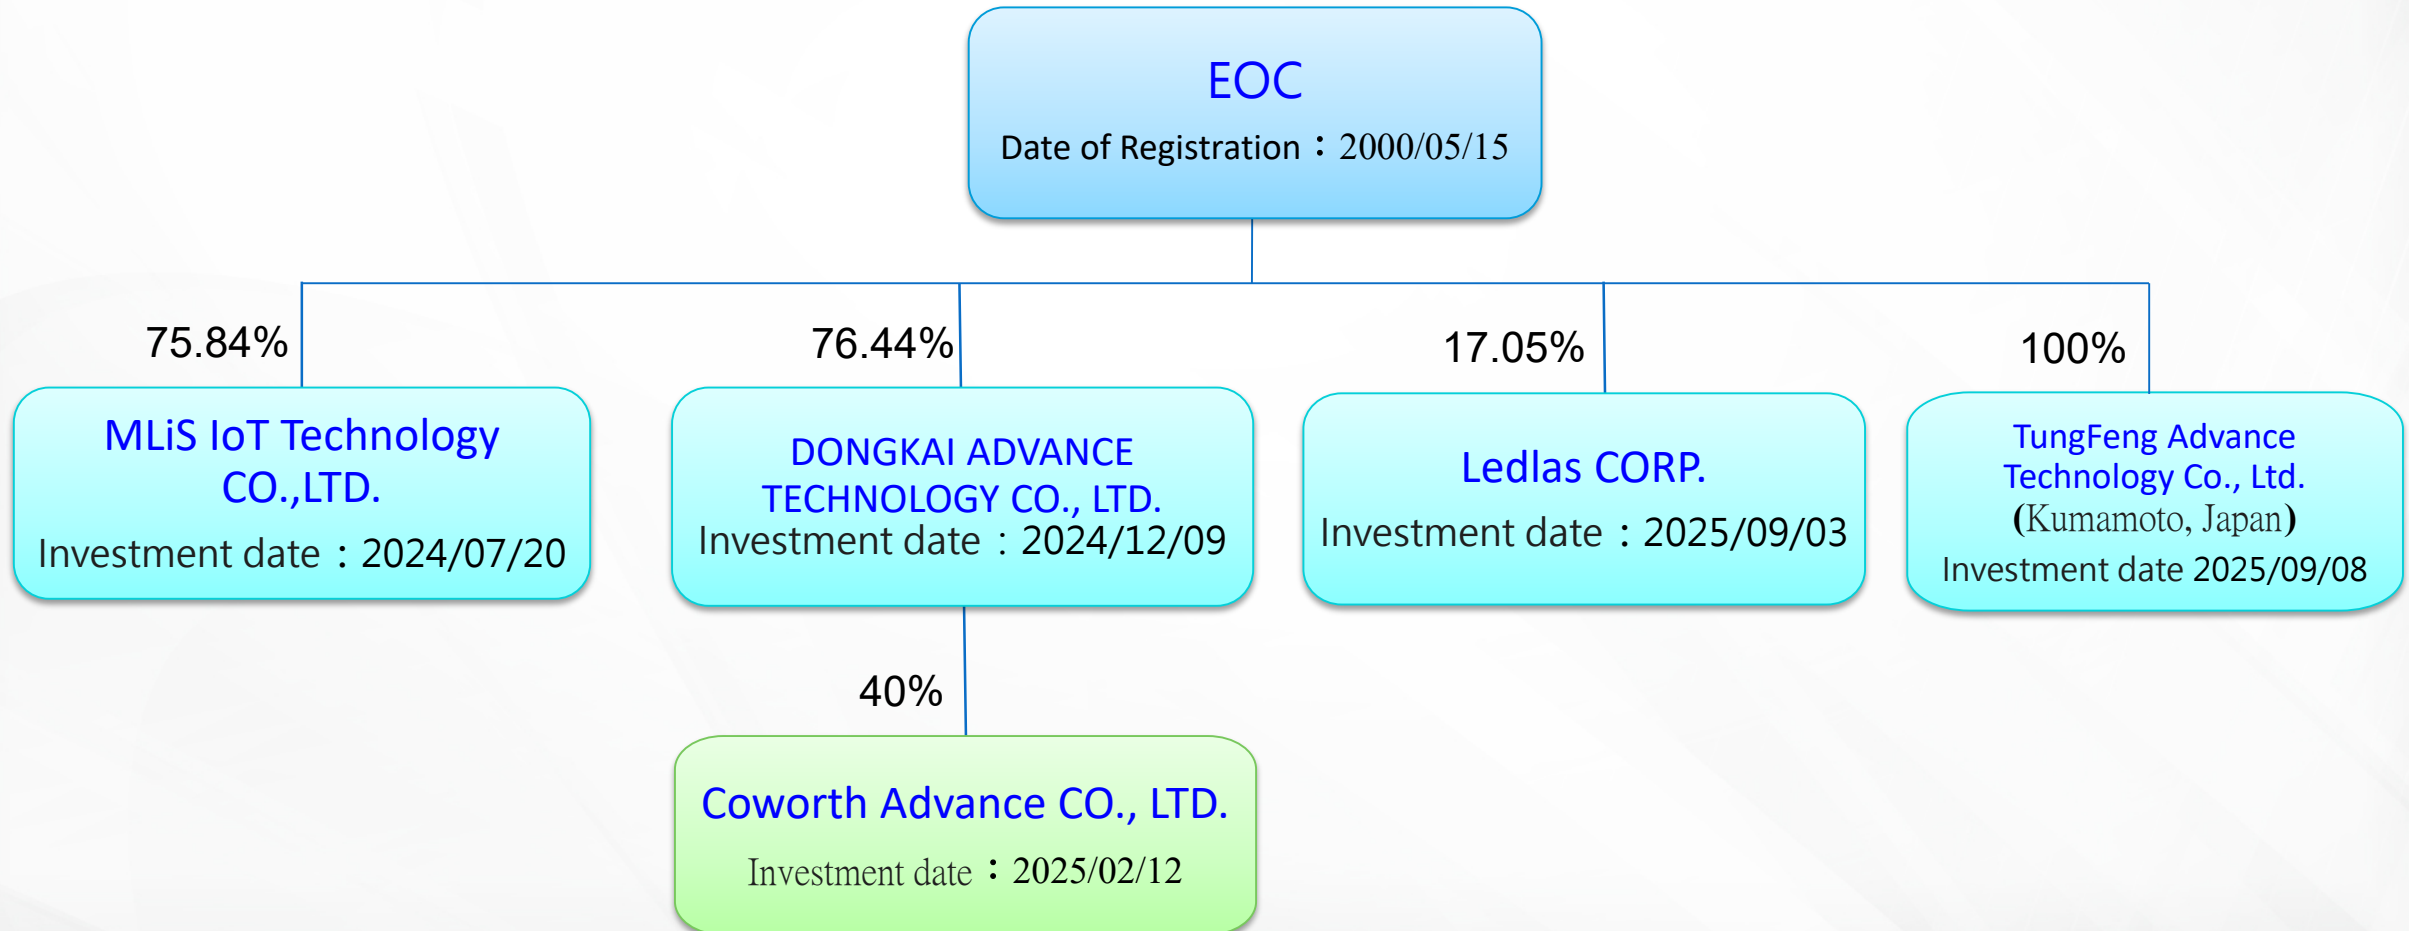 EOC
Date of Registration：2000/05/15
75.84%
76.44%
17.05%
100%
MLiS IoT Technology
CO.,LTD.
Investment date：2024/07/20
DONGKAI ADVANCE
TECHNOLOGY CO., LTD.
Investment date：2024/12/09
Ledlas CORP.
Investment date：2025/09/03
TungFeng Advance
Technology Co., Ltd.
(Kumamoto, Japan)
Investment date 2025/09/08
40%
Coworth Advance CO., LTD.
Investment date：2025/02/12